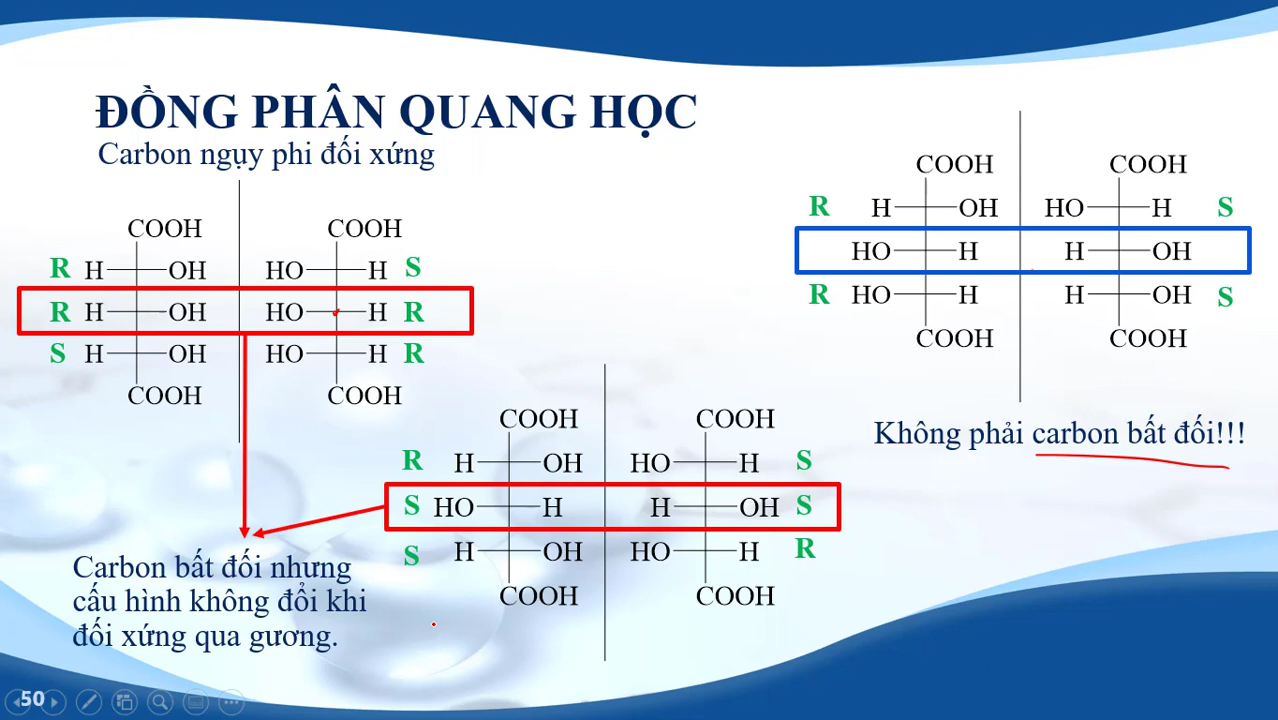 ĐỒNG PHÂN QUANG HỌC
Carbon ngụy phi đối xứng
COOH COOH
R H OH HO H S
R H OH HO H R
S H OH HO H R
COOH COOH
COOH COOH
R H OH HO H S
HO H H OH
R HO H H OH S
COOH COOH
Không phải carbon bất đối!!!
COOH COOH
R H OH HO H S
S HO H H OH S
S H OH HO H R
COOH COOH
Carbon bất đối nhưng
cấu hình không đổi khi
đối xứng qua gương.
50